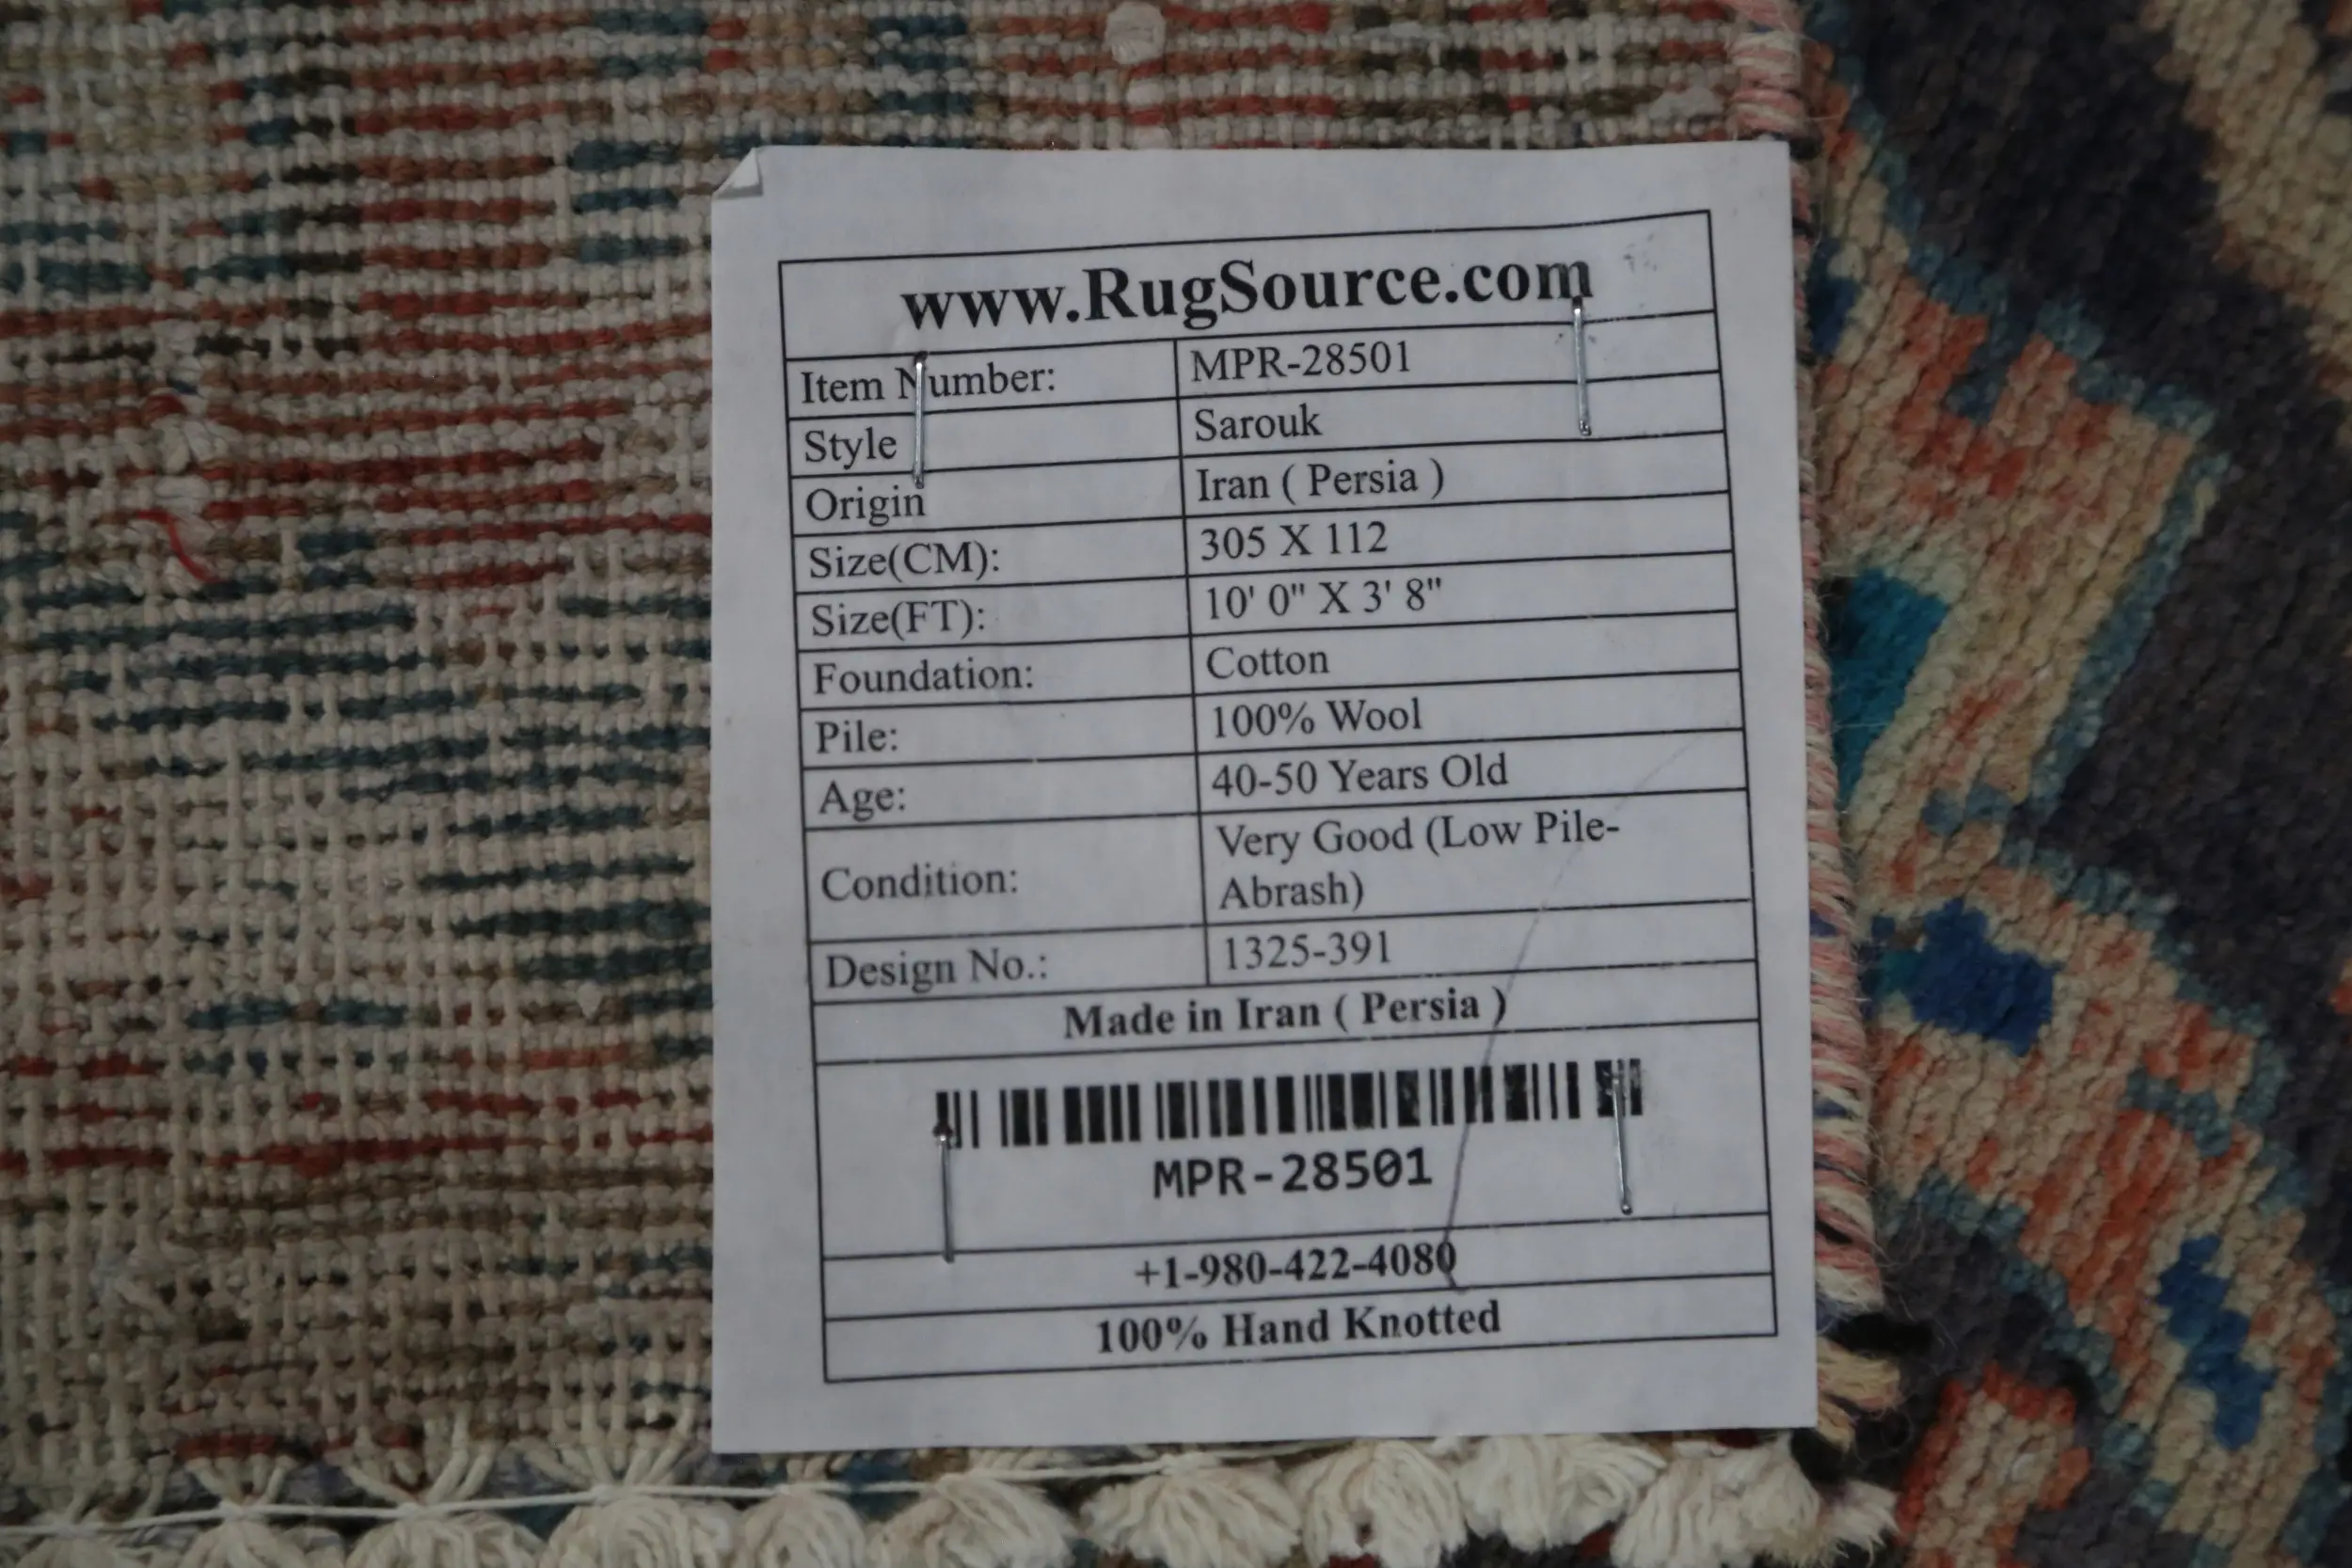 www.RugSource.com
Item Number: MPR-28501
Style Sarouk
Origin Iran ( Persia )
Size(CM): 305 X 112
Size(FT): 10' 0" X 3' 8"
Foundation: Cotton
Pile: 100% Wool
Age: 40-50 Years Old
Condition: Very Good (Low Pile-
Abrash)
Design No.: 1325-391
Made in Iran ( Persia )
MPR-28501
+1-980-422-4080
100% Hand Knotted